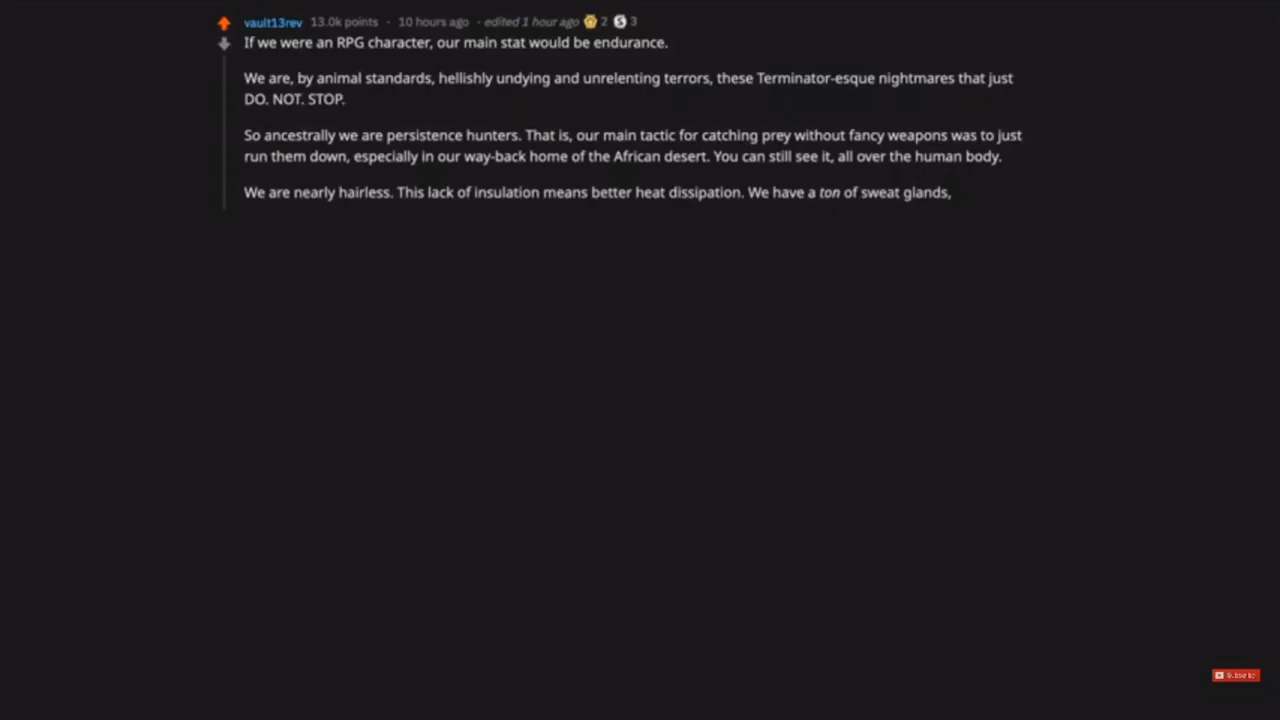 vault13rev 13.0k points · 10 hours ago · edited 1 hour ago 2 S 3
If we were an RPG character, our main stat would be endurance.
We are, by animal standards, hellishly undying and unrelenting terrors, these Terminator-esque nightmares that just
DO. NOT. STOP.
So ancestrally we are persistence hunters. That is, our main tactic for catching prey without fancy weapons was to just
run them down, especially in our way-back home of the African desert. You can still see it, all over the human body.
We are nearly hairless. This lack of insulation means better heat dissipation. We have a ton of sweat glands,